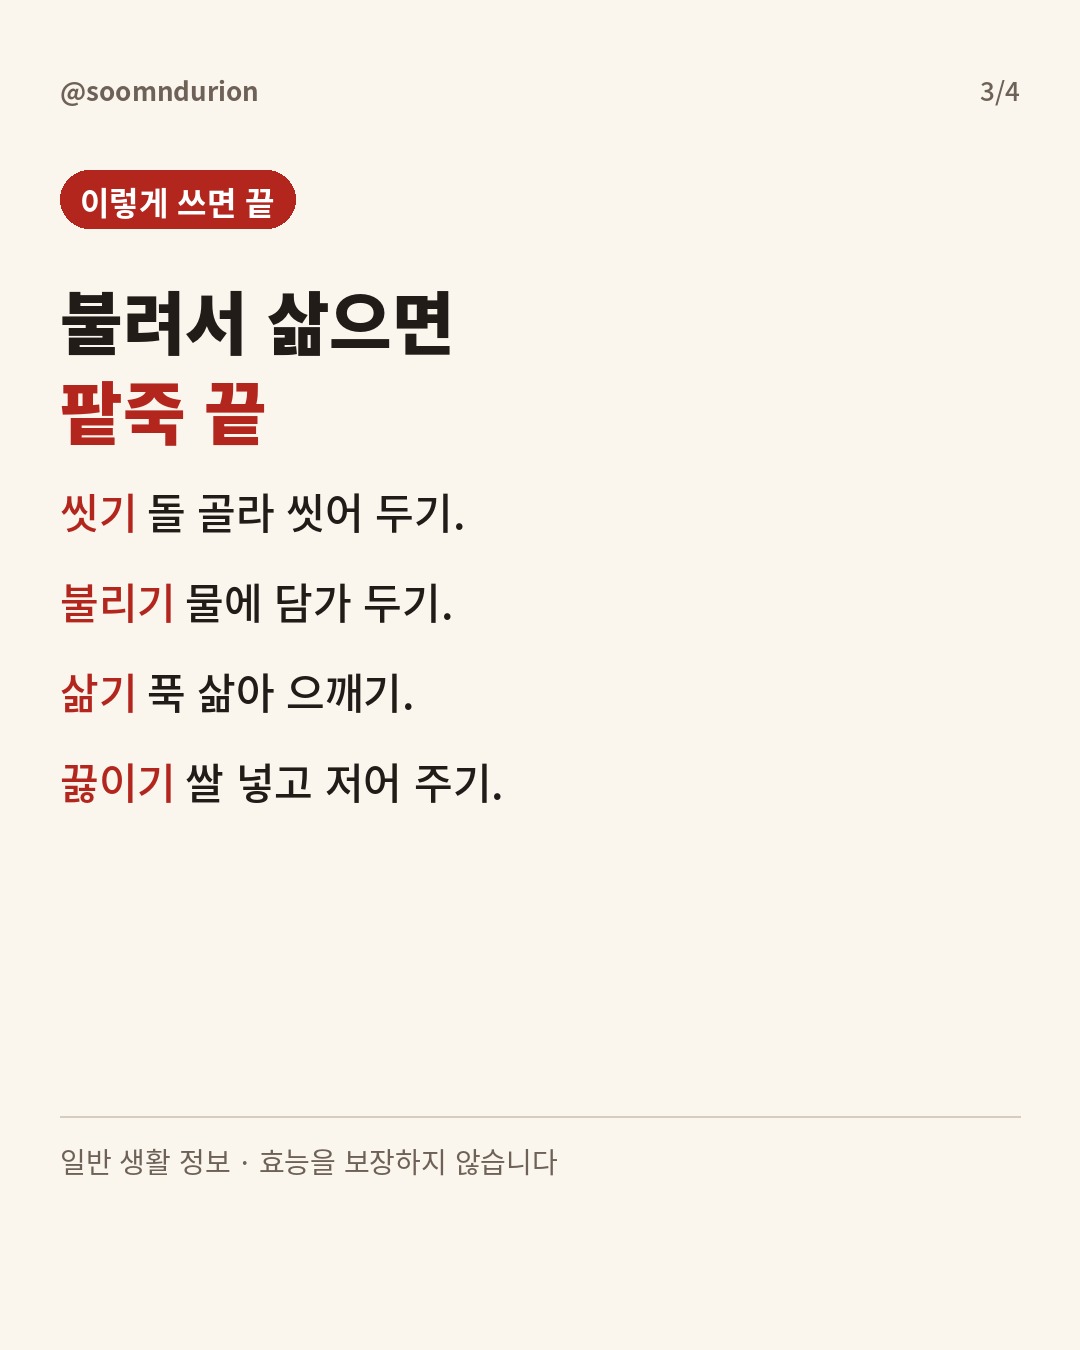 @soomndurion
3/4
이렇게 쓰면 끝
불려서 삶으면
팥죽 끝
씻기 돌 골라 씻어 두기.
불리기 물에 담가 두기.
삶기 푹 삶아 으깨기.
끓이기 쌀 넣고 저어 주기.
일반 생활 정보 · 효능을 보장하지 않습니다